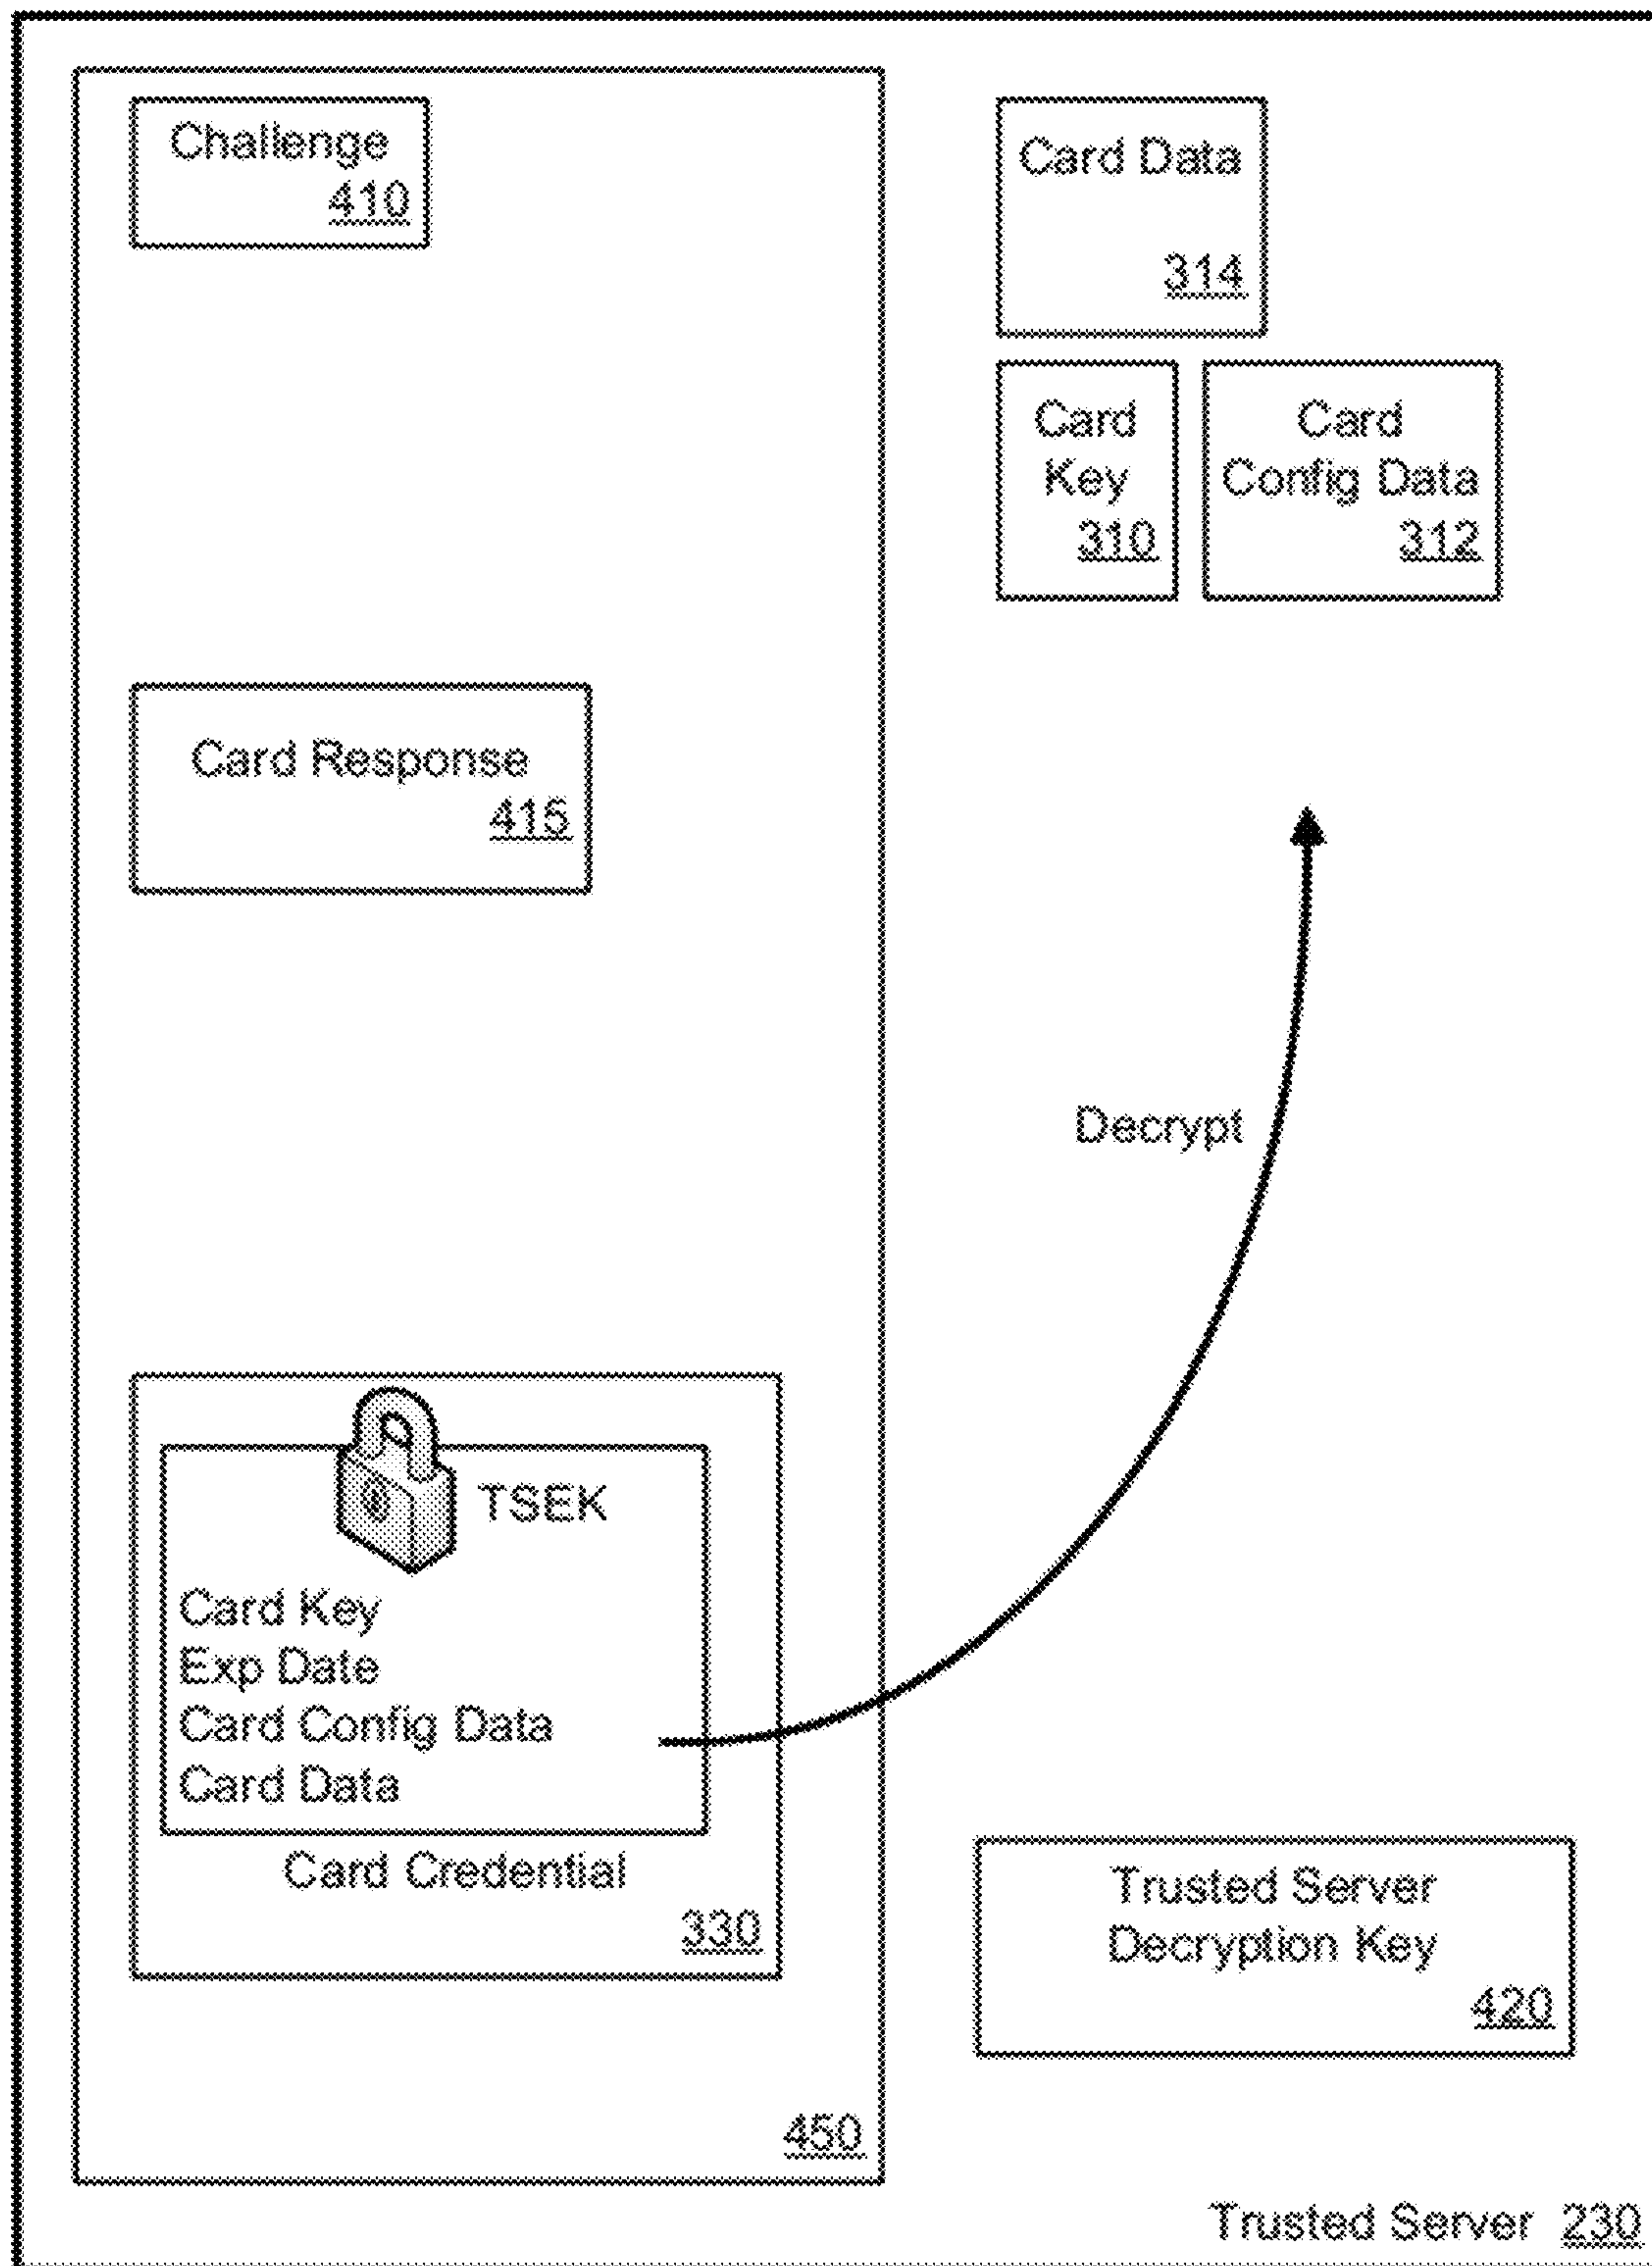 Challenge
410
Card Data
314
Card
Key
310
Card
Config Data
312
Card Response
415
Decrypt
TSEK
Card Key
Exp Date
Card Config Data
Card Data
Card Credential
330
Trusted Server
Decryption Key
420
450
Trusted Server 230